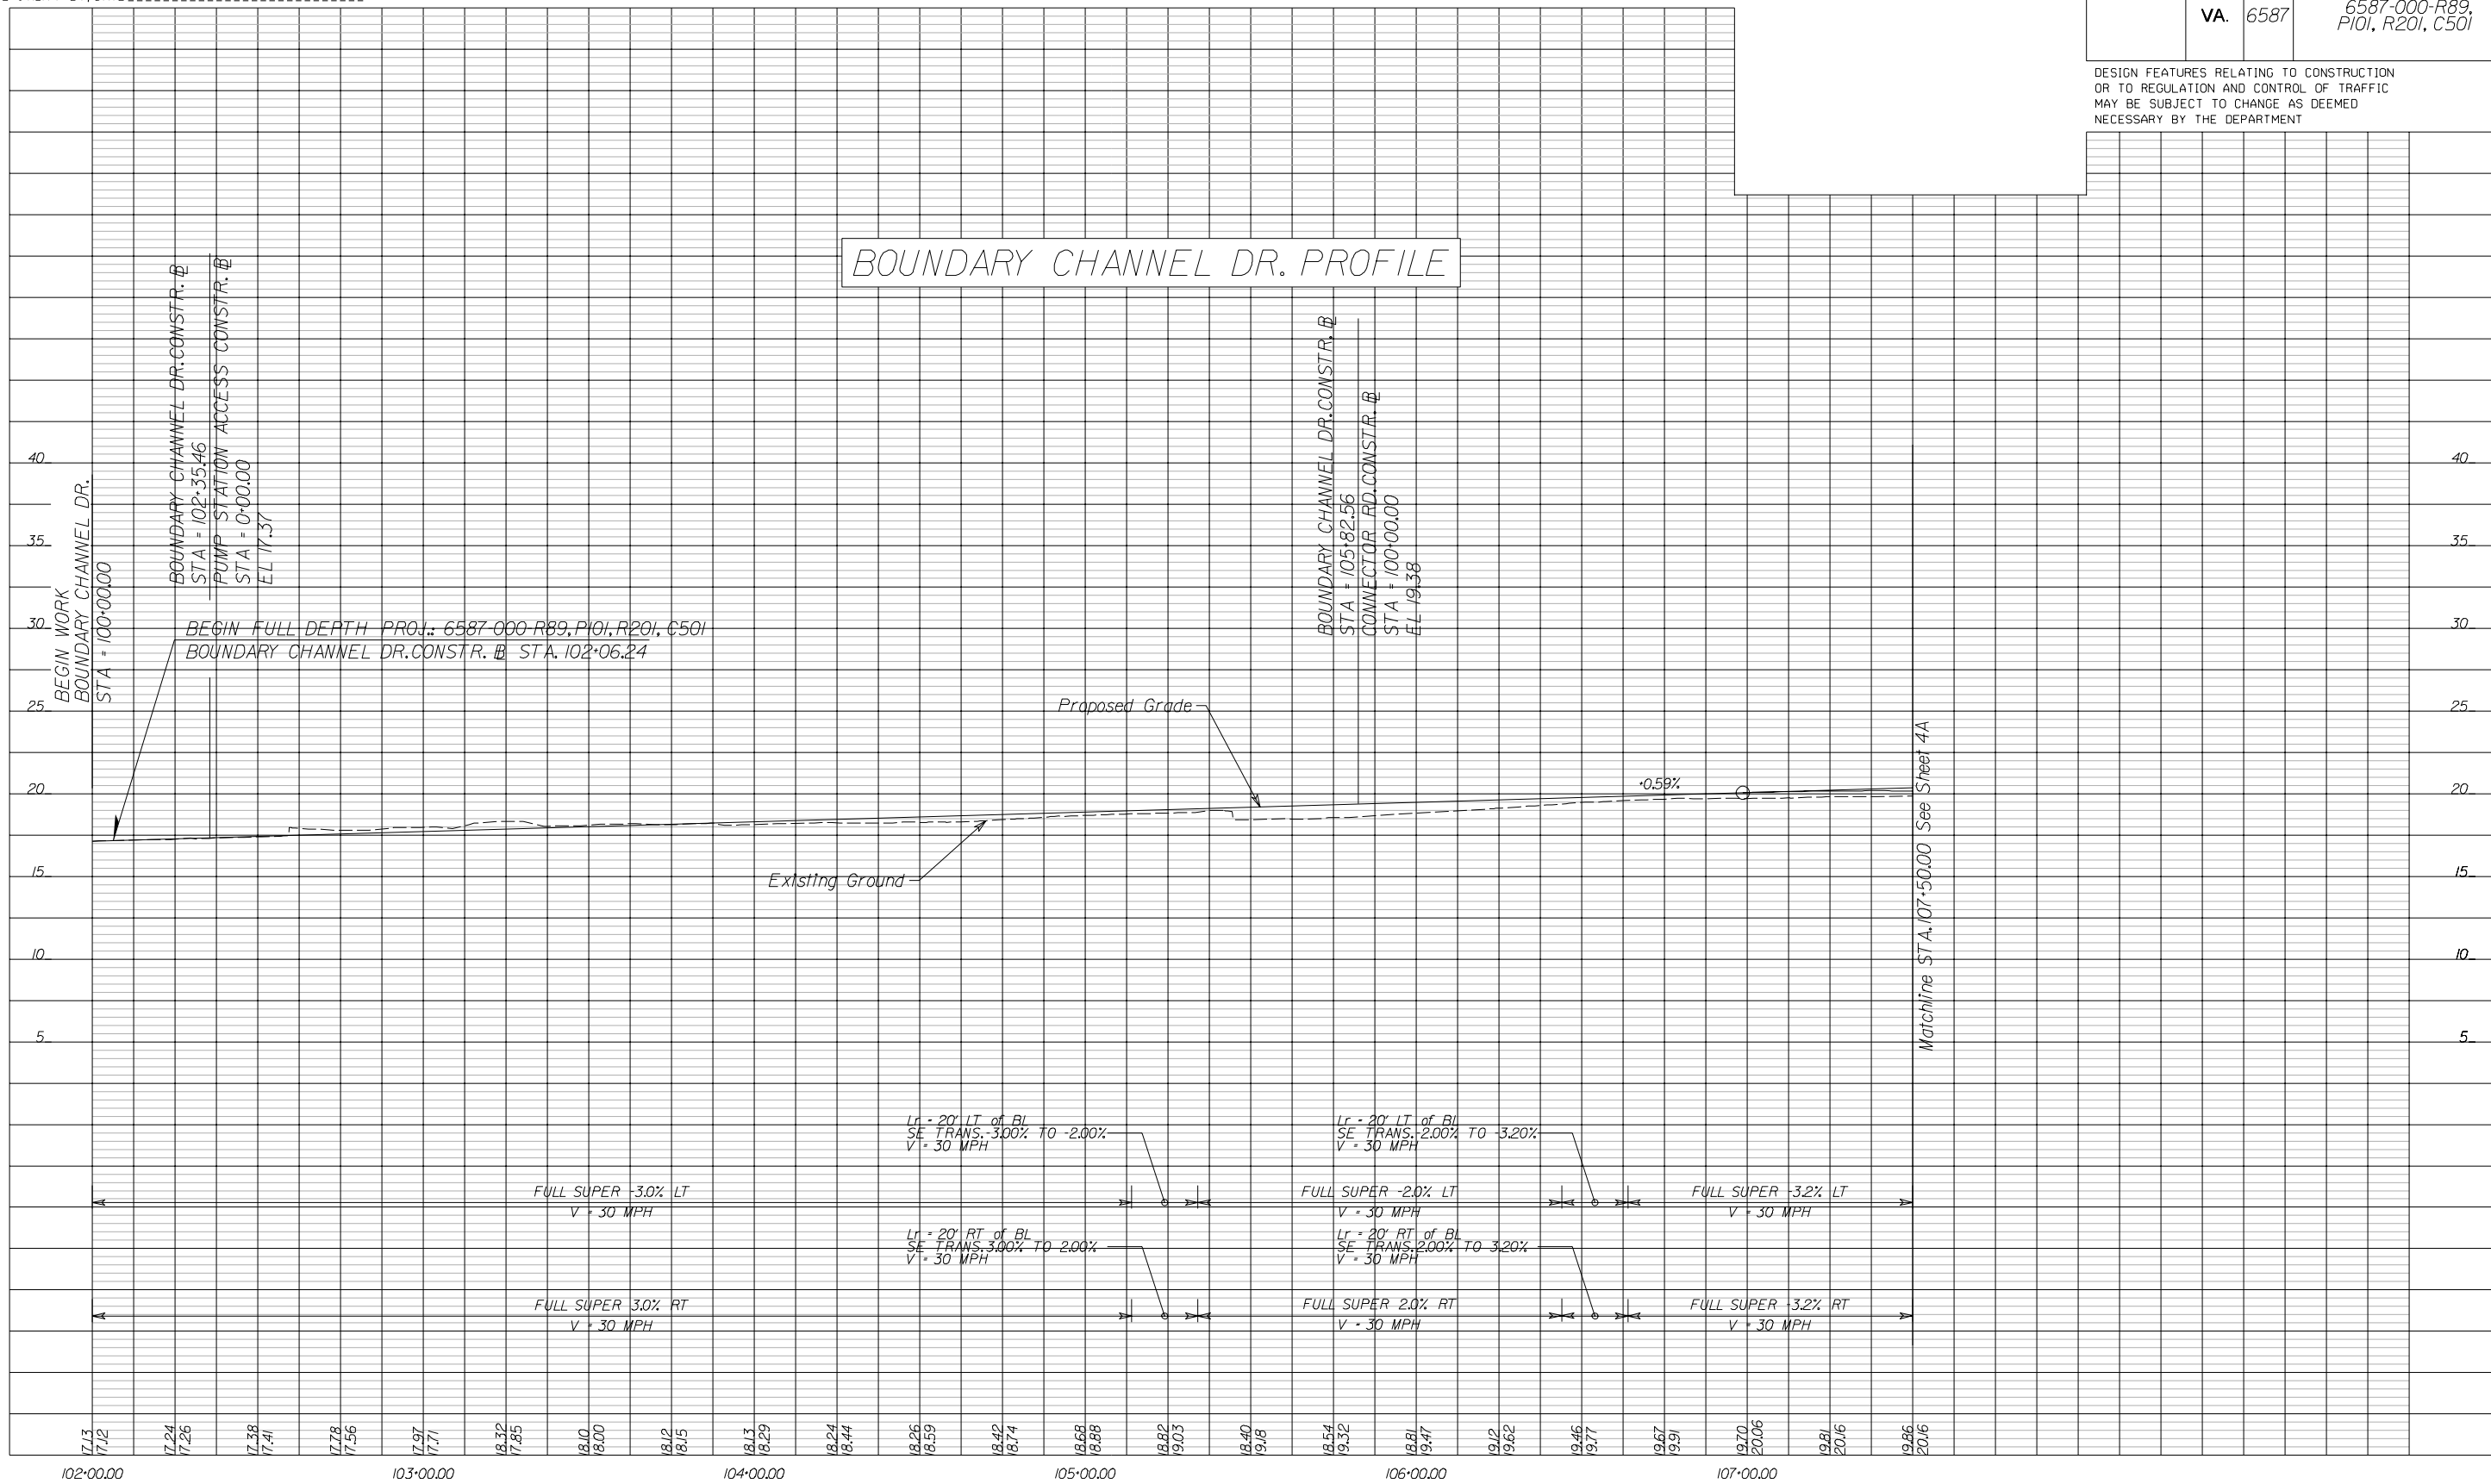 VA.
6587
6587-000-R89,
P101, R201, C501
DESIGN FEATURES RELATING TO CONSTRUCTION
OR TO REGULATION AND CONTROL OF TRAFFIC
MAY BE SUBJECT TO CHANGE AS DEEMED
NECESSARY BY THE DEPARTMENT
BOUNDARY CHANNEL DR. PROFILE
BEGIN WORK
BOUNDARY CHANNEL DR.
STA = 100+00.00
BOUNDARY CHANNEL DR.CONSTR. BL
STA = 102+35.46
PUMP STATION ACCESS CONSTR. BL
STA = 0+00.00
EL 17.37
BEGIN FULL DEPTH PROJ.: 6587-000-R89,P101,R201, C501
BOUNDARY CHANNEL DR.CONSTR. BL STA. 102+06.24
BOUNDARY CHANNEL DR.CONSTR. BL
STA = 105+82.56
CONNECTOR RD.CONSTR. BL
STA = 100+00.00
EL 19.38
40
35
30
25
20
15
10
5
40
35
30
25
20
15
10
5
Proposed Grade
+0.59%
Existing Ground
Matchline STA.107+50.00 See Sheet 4A
Lr = 20' LT of BL
SE TRANS.-3.00% TO -2.00%
V = 30 MPH
Lr = 20' LT of BL
SE TRANS.-2.00% TO -3.20%
V = 30 MPH
FULL SUPER -3.0% LT
V = 30 MPH
FULL SUPER -2.0% LT
V = 30 MPH
FULL SUPER -3.2% LT
V = 30 MPH
Lr = 20' RT of BL
SE TRANS.3.00% TO 2.00%
V = 30 MPH
Lr = 20' RT of BL
SE TRANS.2.00% TO 3.20%
V = 30 MPH
FULL SUPER 3.0% RT
V = 30 MPH
FULL SUPER 2.0% RT
V = 30 MPH
FULL SUPER -3.2% RT
V = 30 MPH
17.13
17.12
17.24
17.26
17.38
17.41
17.78
17.56
17.97
17.71
18.32
17.85
18.10
18.00
18.12
18.15
18.13
18.29
18.24
18.44
18.26
18.59
18.42
18.74
18.68
18.88
18.82
19.03
18.40
19.18
18.54
19.32
18.81
19.47
19.12
19.62
19.46
19.77
19.67
19.91
19.70
20.06
19.81
20.16
19.86
20.16
102+00.00
103+00.00
104+00.00
105+00.00
106+00.00
107+00.00